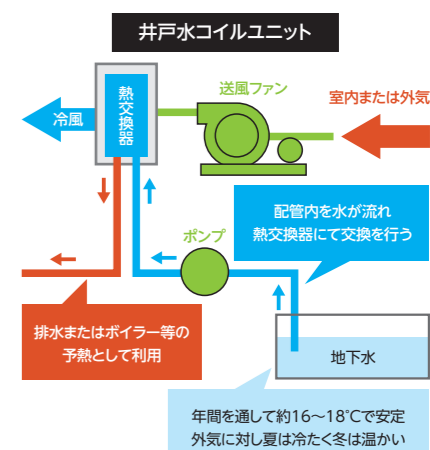 井戸水コイルユニット
送風ファン
室内または外気
熱交換器
冷風
配管内を水が流れ
熱交換器にて交換を行う
ポンプ
排水またはボイラー等の
予熱として利用
地下水
年間を通して約16～18℃で安定
外気に対し夏は冷たく冬は温かい